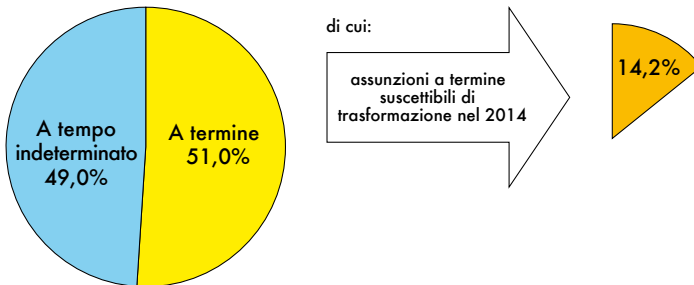 di cui:
A tempo
indeterminato
49,0%
A termine
51,0%
assunzioni a termine
suscettibili di
trasformazione nel 2014
14,2%